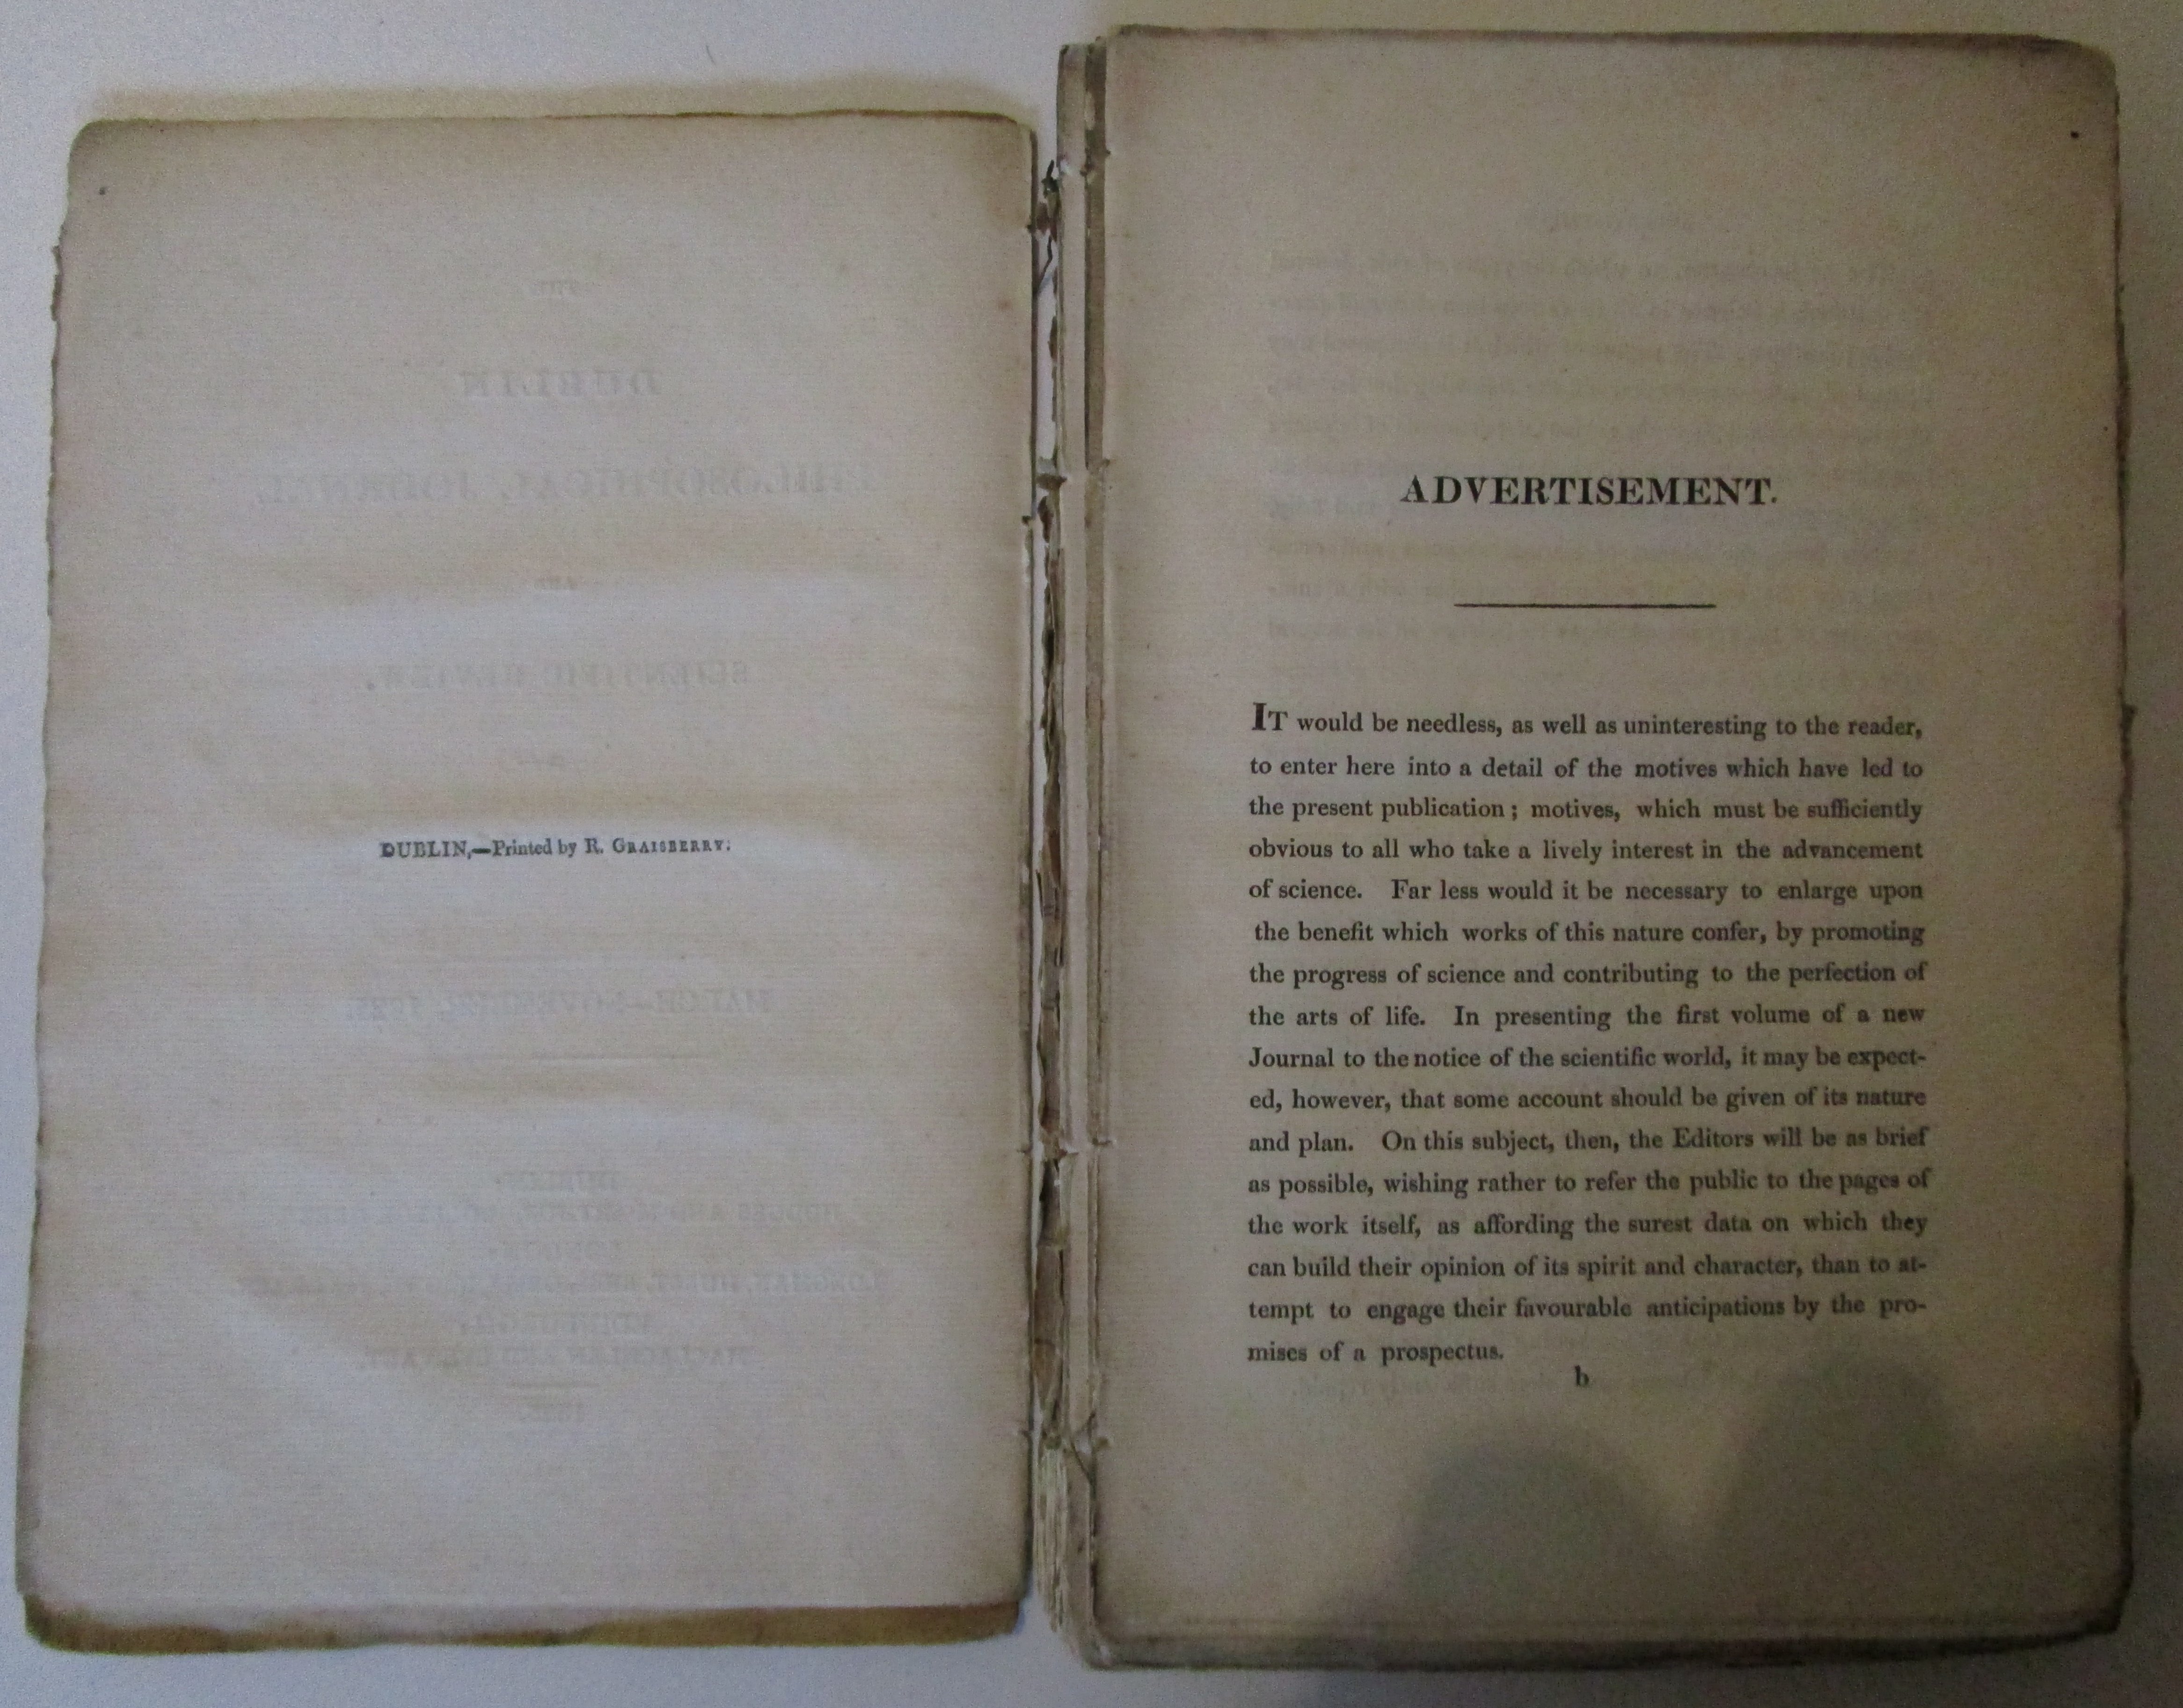 DUBLIN,—Printed by R. GRAISBERRY.
ADVERTISEMENT.
IT would be needless, as well as uninteresting to the reader,
to enter here into a detail of the motives which have led to
the present publication; motives, which must be sufficiently
obvious to all who take a lively interest in the advancement
of science. Far less would it be necessary to enlarge upon
the benefit which works of this nature confer, by promoting
the progress of science and contributing to the perfection of
the arts of life. In presenting the first volume of a new
Journal to the notice of the scientific world, it may be expect-
ed, however, that some account should be given of its nature
and plan. On this subject, then, the Editors will be as brief
as possible, wishing rather to refer the public to the pages of
the work itself, as affording the surest data on which they
can build their opinion of its spirit and character, than to at-
tempt to engage their favourable anticipations by the pro-
mises of a prospectus.
b